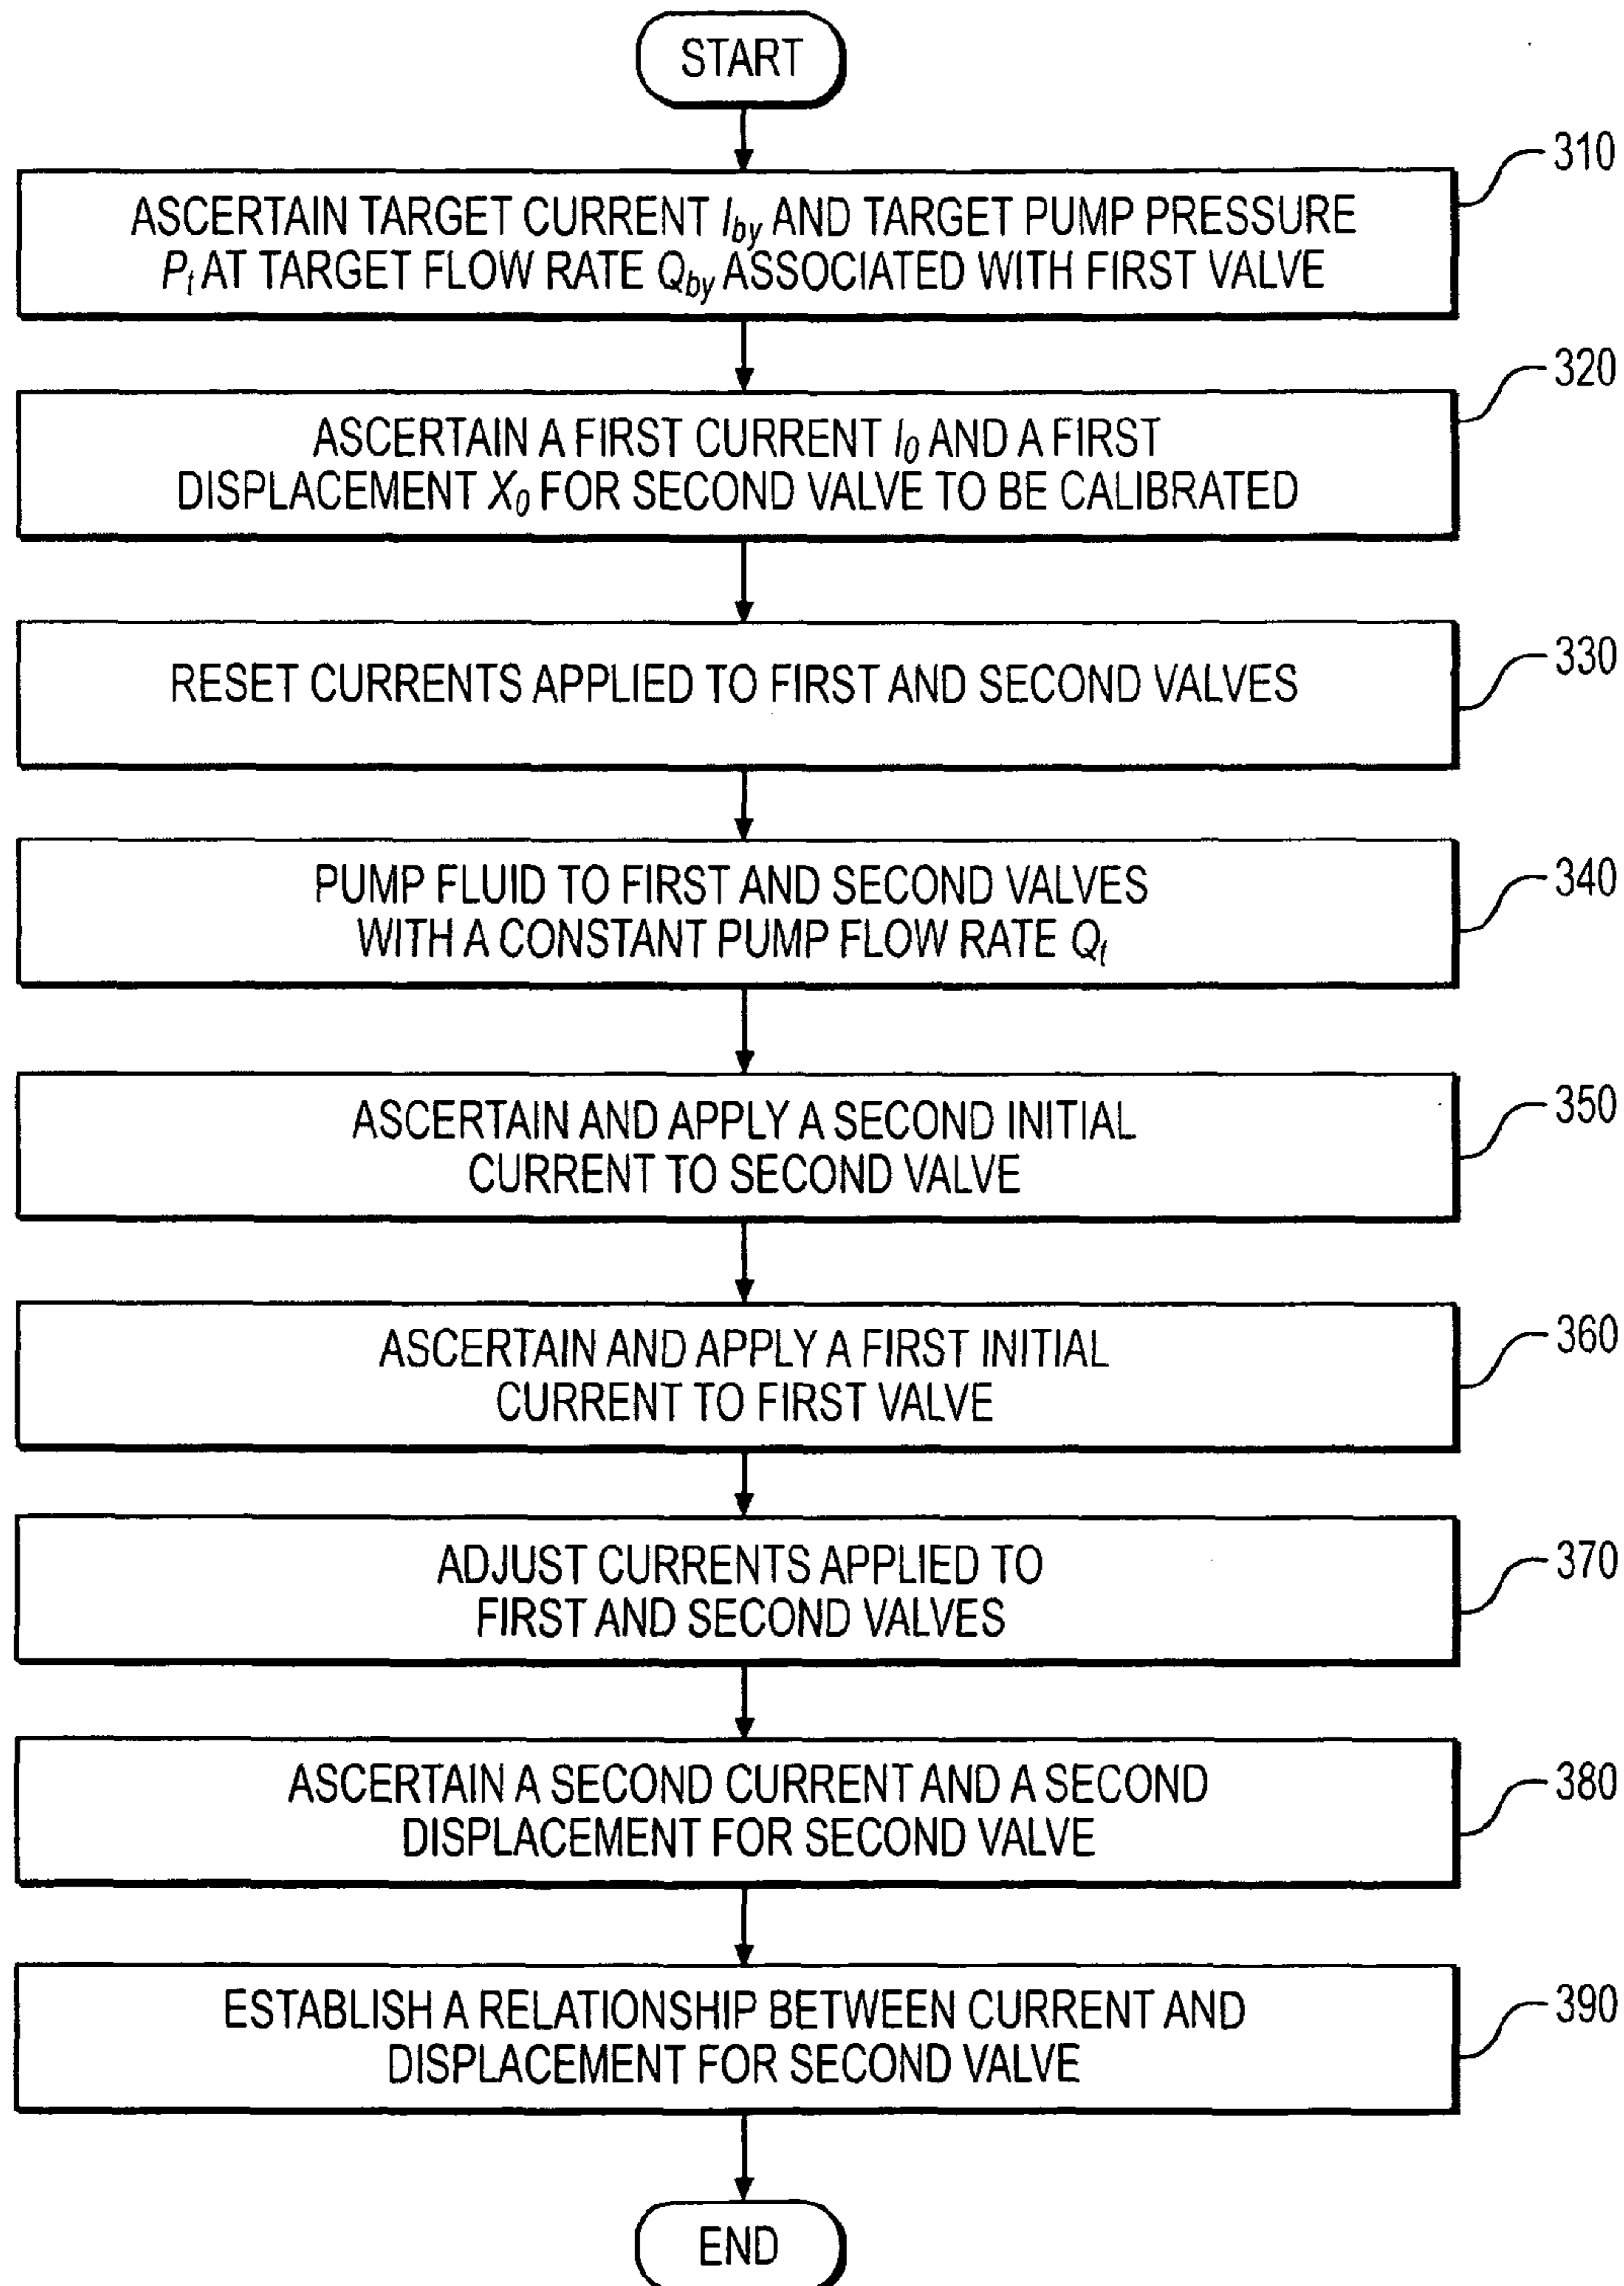 START
310
ASCERTAIN TARGET CURRENT I_by AND TARGET PUMP PRESSURE
P_t AT TARGET FLOW RATE Q_by ASSOCIATED WITH FIRST VALVE
320
ASCERTAIN A FIRST CURRENT I_0 AND A FIRST
DISPLACEMENT X_0 FOR SECOND VALVE TO BE CALIBRATED
330
RESET CURRENTS APPLIED TO FIRST AND SECOND VALVES
340
PUMP FLUID TO FIRST AND SECOND VALVES
WITH A CONSTANT PUMP FLOW RATE Q_t
350
ASCERTAIN AND APPLY A SECOND INITIAL
CURRENT TO SECOND VALVE
360
ASCERTAIN AND APPLY A FIRST INITIAL
CURRENT TO FIRST VALVE
370
ADJUST CURRENTS APPLIED TO
FIRST AND SECOND VALVES
380
ASCERTAIN A SECOND CURRENT AND A SECOND
DISPLACEMENT FOR SECOND VALVE
390
ESTABLISH A RELATIONSHIP BETWEEN CURRENT AND
DISPLACEMENT FOR SECOND VALVE
END